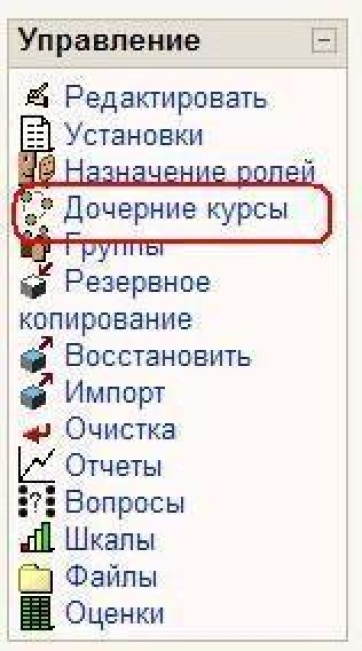 Управление
Редактировать
Установки
Назначение ролей
Дочерние курсы
Группы
Резервное
копирование
Восстановить
Импорт
Очистка
Отчеты
Вопросы
Шкалы
Файлы
Оценки